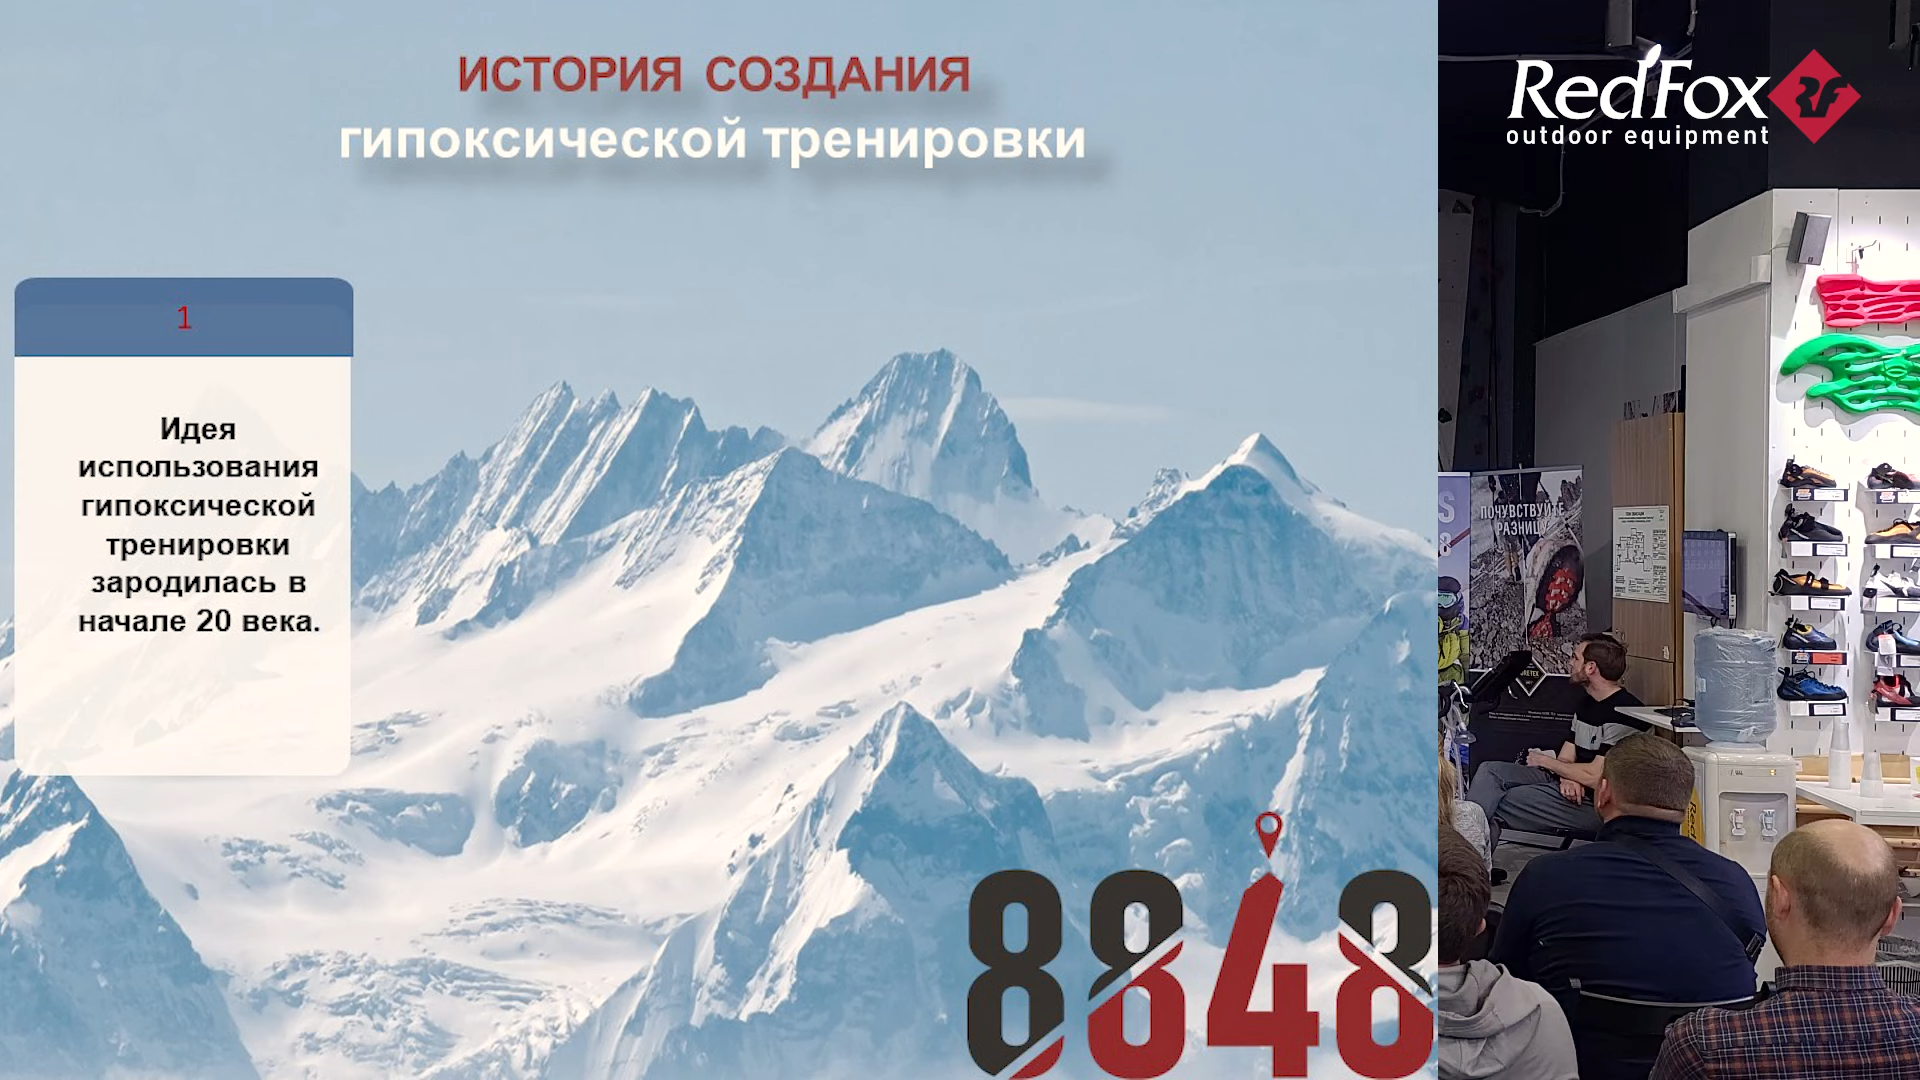 ИСТОРИЯ СОЗДАНИЯ
гипоксической тренировки
1
Идея
использования
гипоксической
тренировки
зародилась в
начале 20 века.
8848
RedFox
outdoor equipment
ПОЧУВСТВУЙТЕ
РАЗНИЦУ